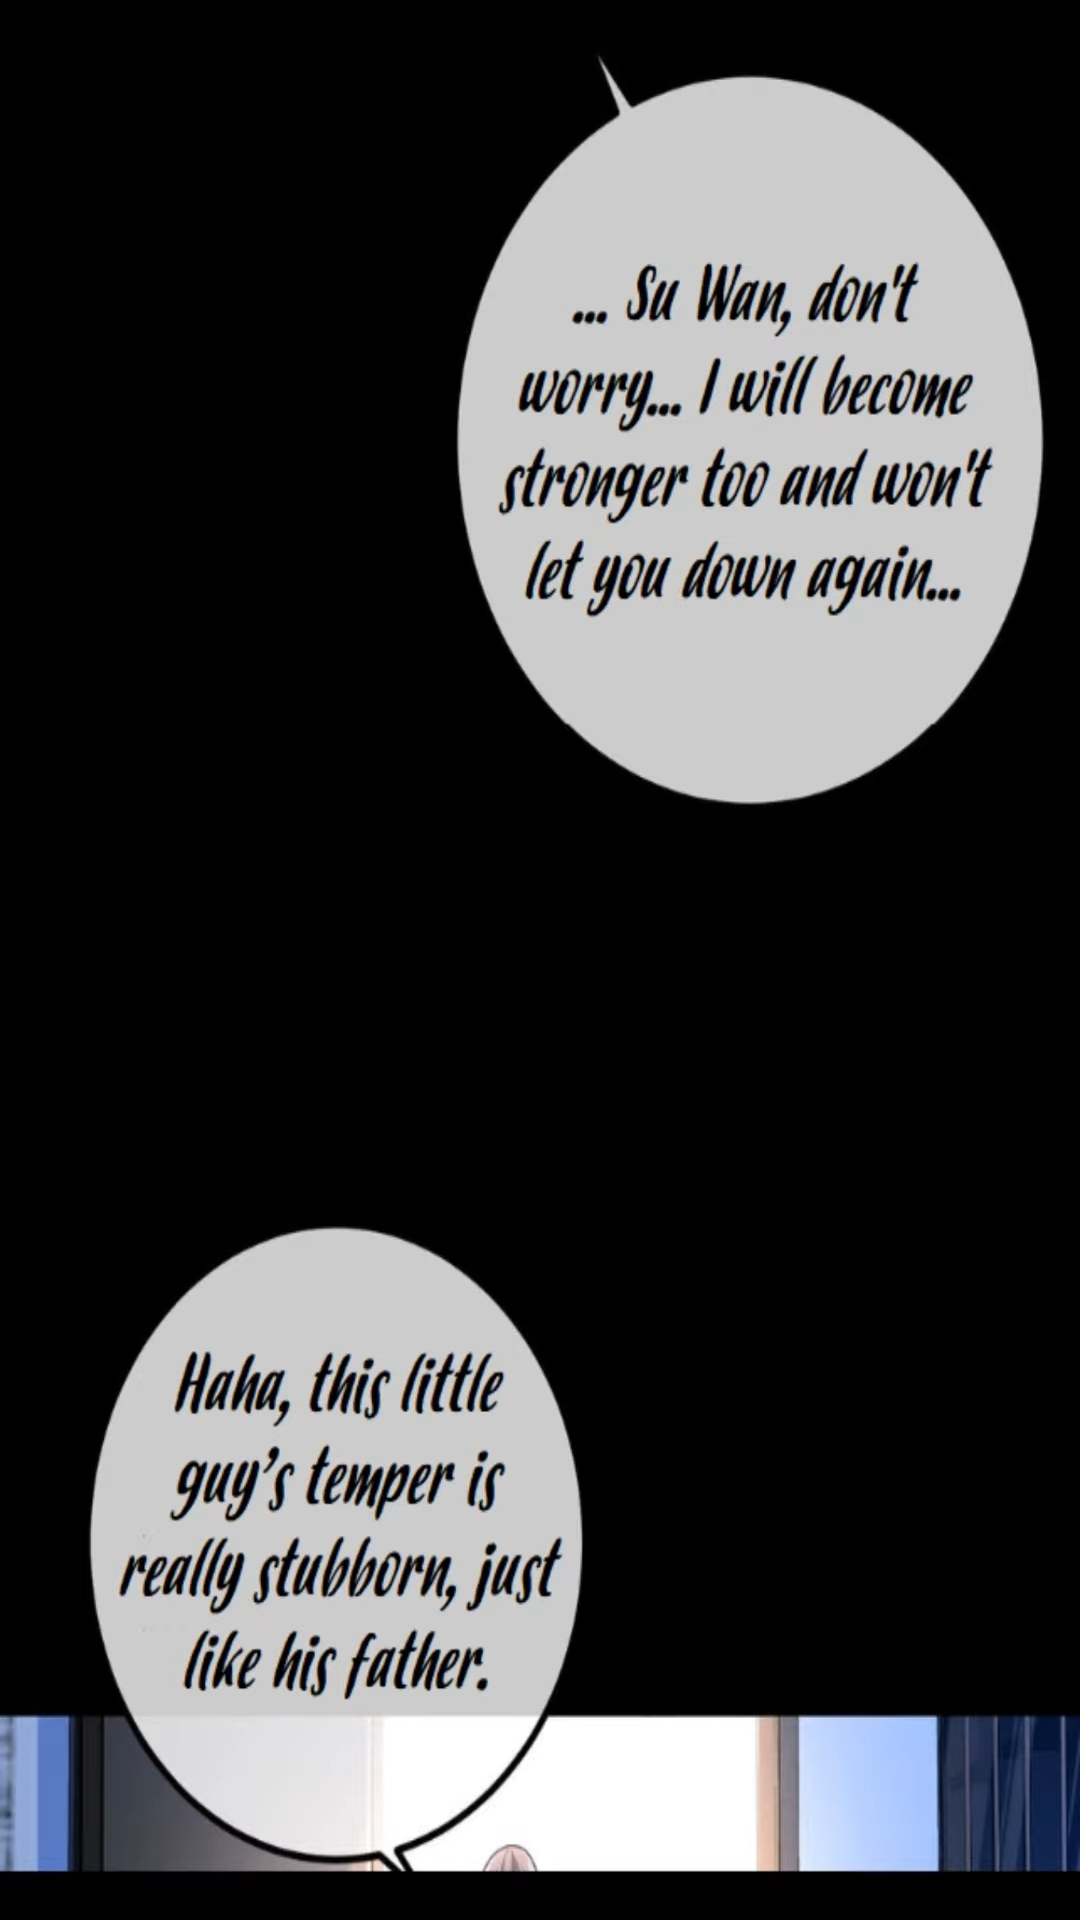 ... Su Wan, don't
worry... I will become
stronger too and won't
let you down again...
Haha, this little
guy's temper is
really stubborn, just
like his father.